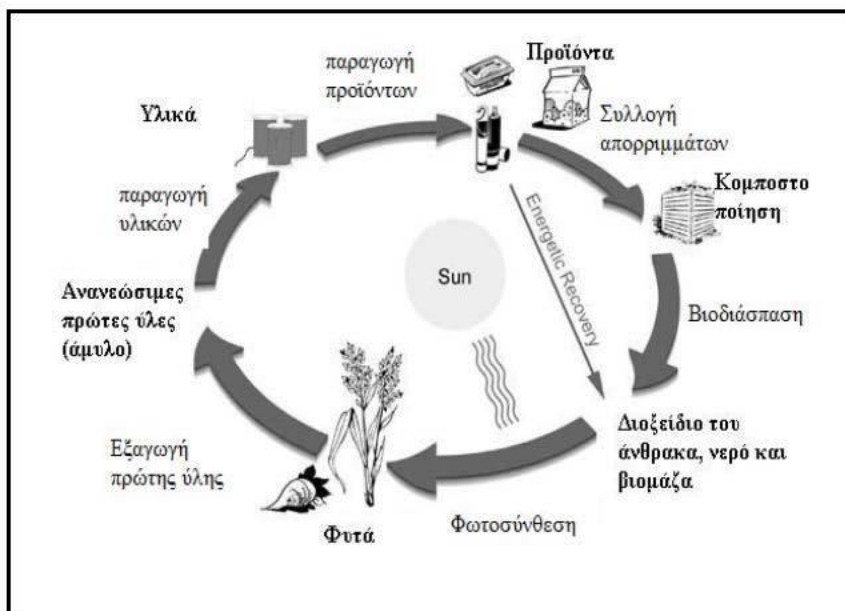 Προϊόντα
παραγωγή
προϊόντων
Υλικά
Συλλογή
απορριμμάτων
Κομποστο
ποίηση
παραγωγή
υλικών
Sun
Energetic Recovery
Ανανεώσιμες
πρώτες ύλες
(άμυλο)
Βιοδιάσπαση
Διοξείδιο του
άνθρακα, νερό και
βιομάζα
Εξαγωγή
πρώτης ύλης
Φωτοσύνθεση
Φυτά